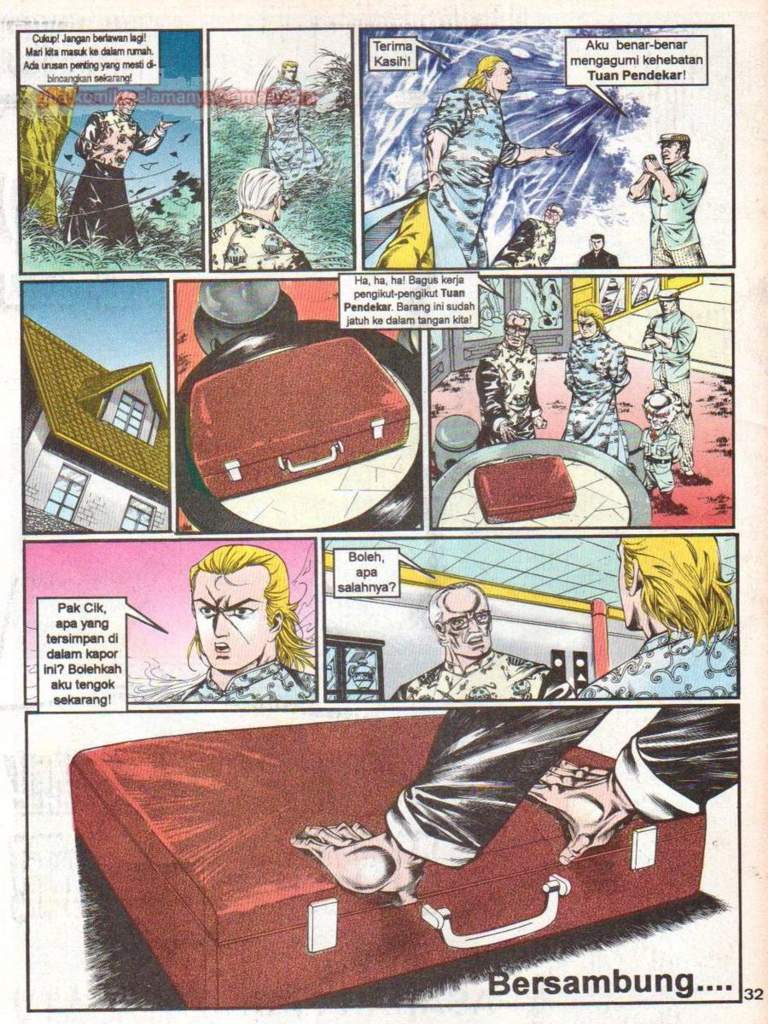 Cukup! Jangan berlawan lagi!
Mari kita masuk ke dalam rumah.
Ada urusan penting yang mesti di-
bincangkan sekarang!
Terima
Kasih!
Aku benar-benar
mengagumi kehebatan
Tuan Pendekar!
Ha, ha, ha! Bagus kerja
pengikut-pengikut Tuan
Pendekar. Barang ini sudah
jatuh ke dalam tangan kita!
Pak Cik,
apa yang
tersimpan di
dalam kapor
ini? Bolehkah
aku tengok
sekarang!
Boleh,
apa
salahnya?
Bersambung....
32